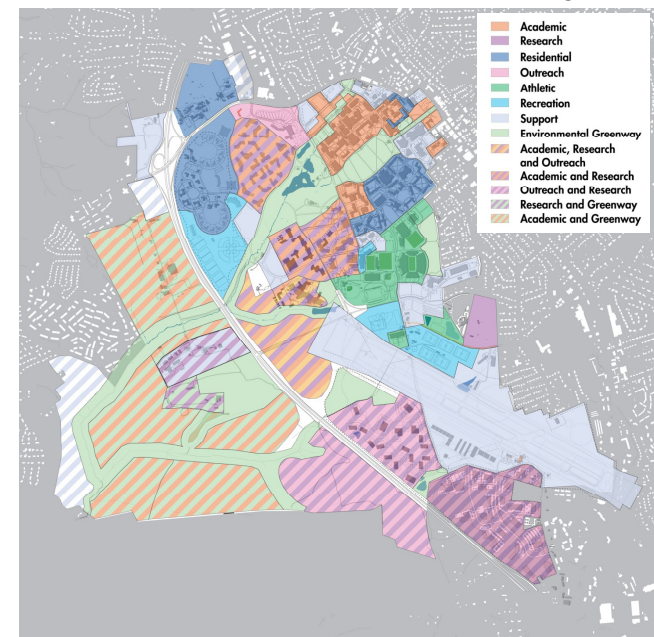 Academic
Research
Residential
Outreach
Athletic
Recreation
Support
Environmental Greenway
Academic, Research
and Outreach
Academic and Research
Outreach and Research
Research and Greenway
Academic and Greenway